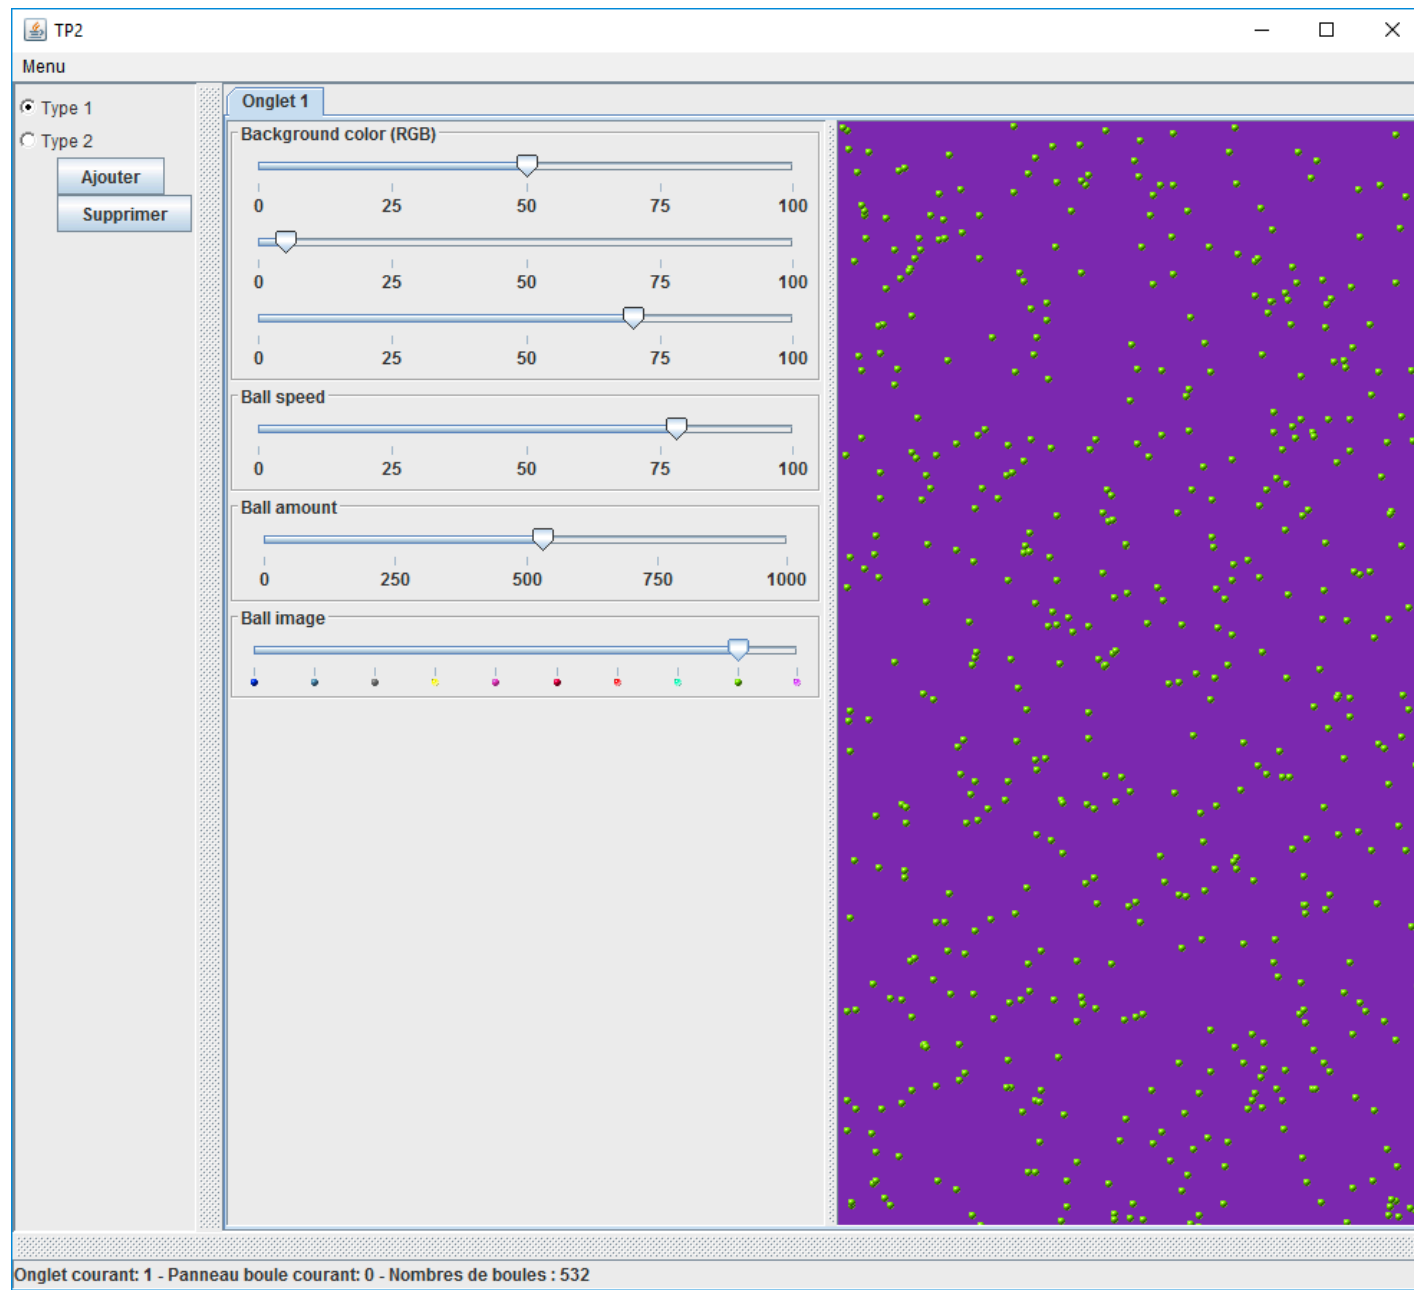 TP2
Menu
Type 1
Type 2
Ajouter
Supprimer
Onglet 1
Background color (RGB)
0 25 50 75 100
0 25 50 75 100
0 25 50 75 100
Ball speed
0 25 50 75 100
Ball amount
0 250 500 750 1000
Ball image
Onglet courant: 1 - Panneau boule courant: 0 - Nombres de boules : 532